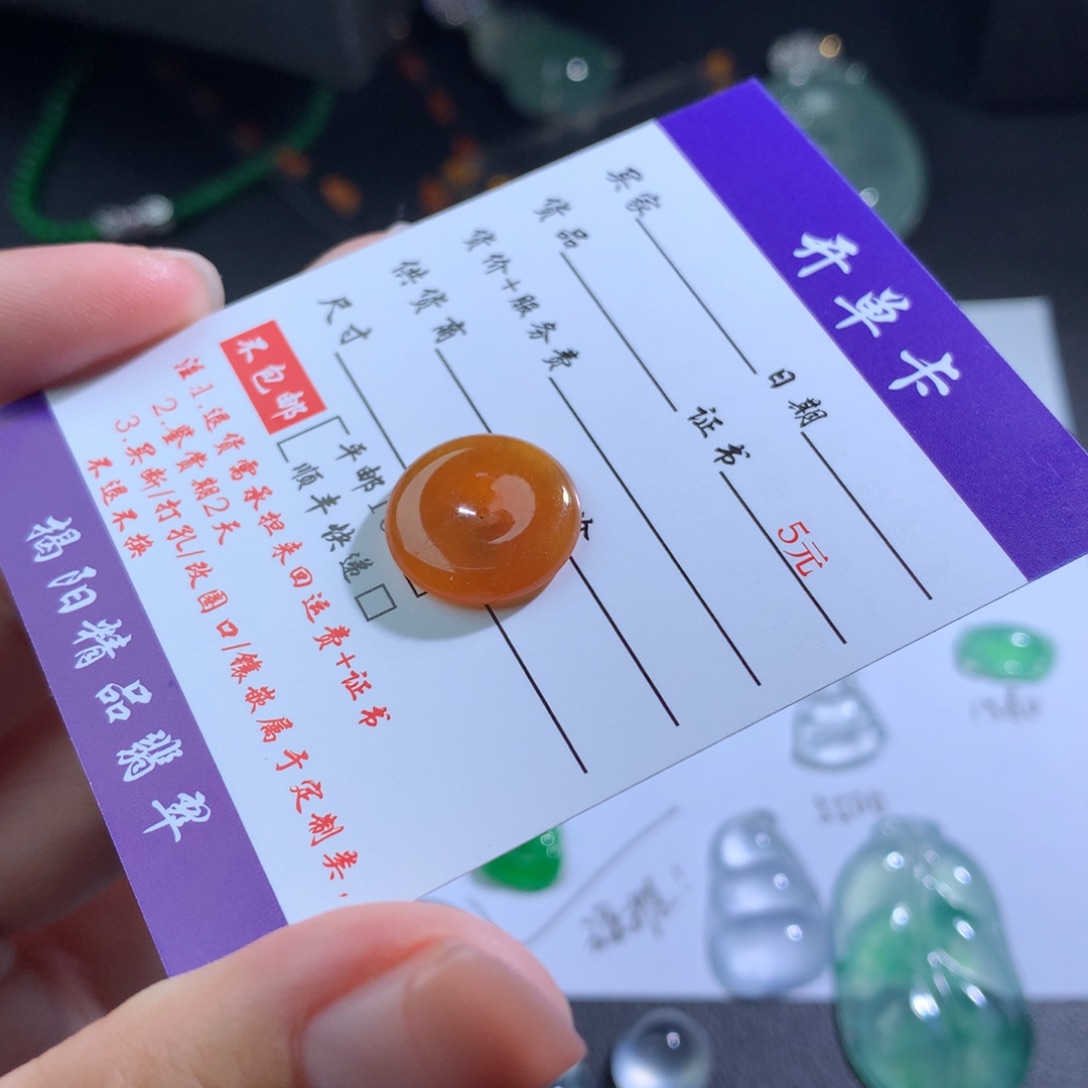 开单卡
买家 日期
货品 证书 5元
货价+服务费
供货商
尺寸
不包邮 平邮
顺丰快递
注:1.退货需承担来回运费+证书
2.鉴赏期2天
3.买断/打孔/改圈口/镶嵌属于定制类,
不退不换
揭阳精品翡翠